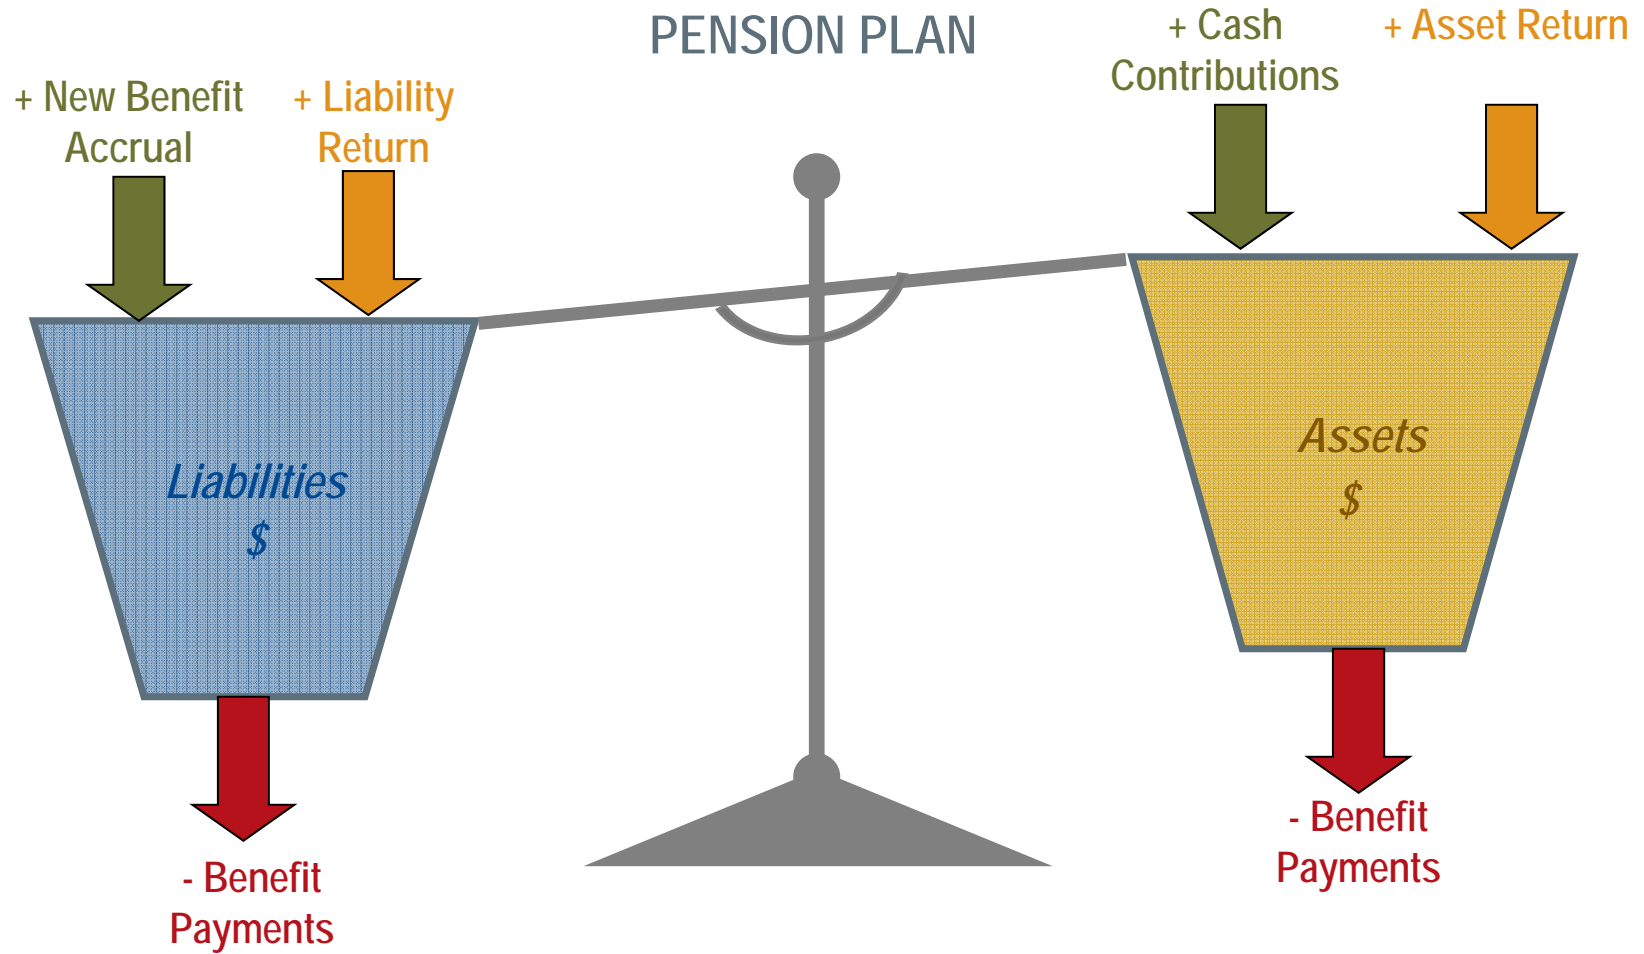 PENSION PLAN
+ New Benefit
Accrual
+ Liability
Return
+ Cash
Contributions
+ Asset Return
Liabilities
$
Assets
$
- Benefit
Payments
- Benefit
Payments